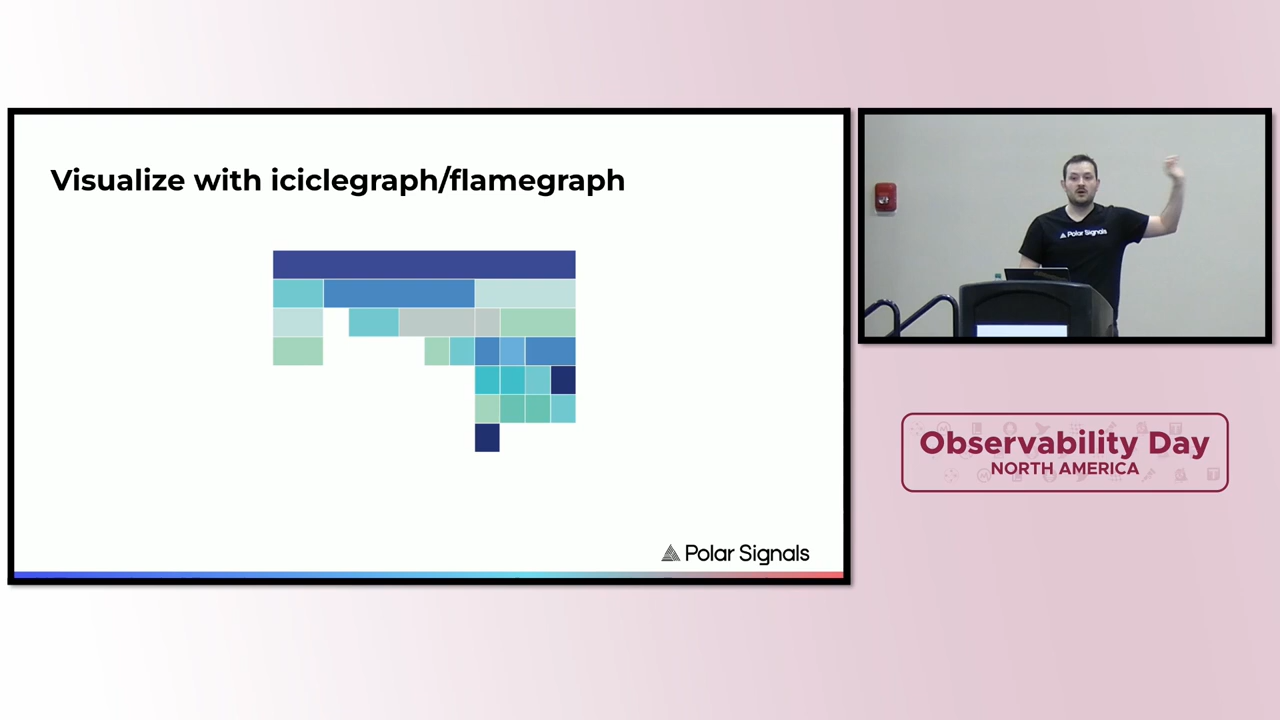 Visualize with iciclegraph/flamegraph
Polar Signals
Polar Signals
Observability Day
NORTH AMERICA